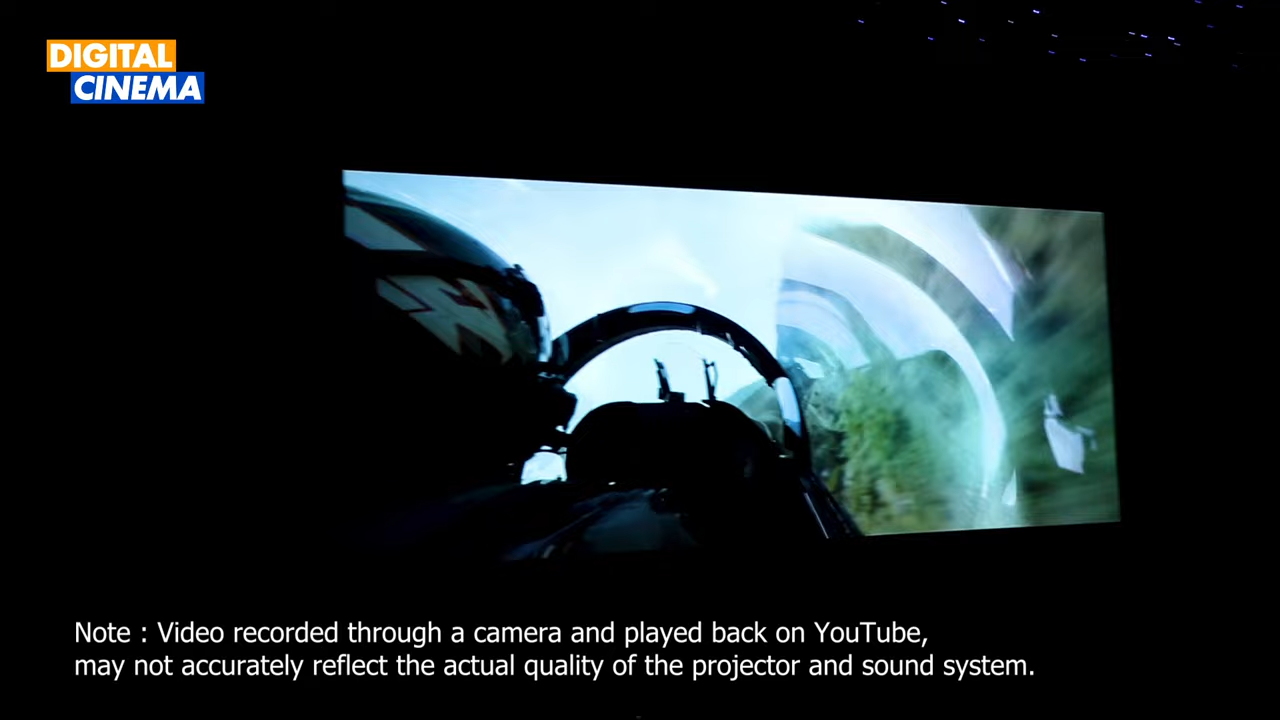 DIGITAL
CINEMA
Note : Video recorded through a camera and played back on YouTube,
may not accurately reflect the actual quality of the projector and sound system.